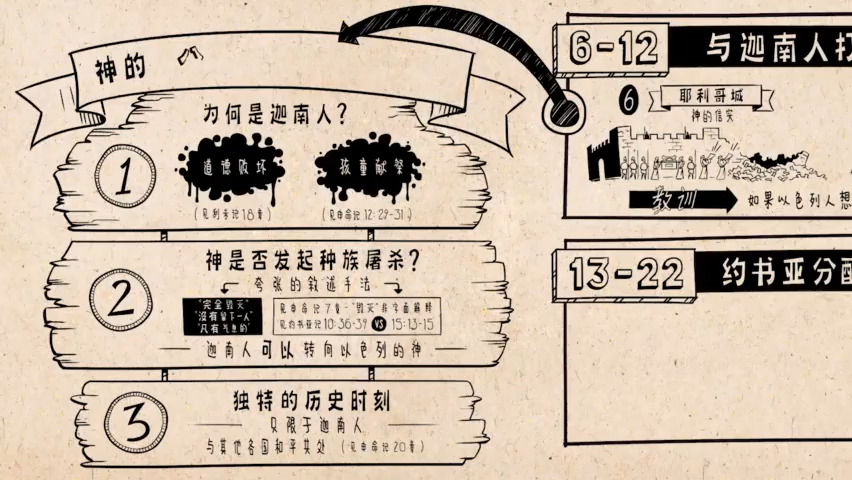 神的
为何是迦南人?
1
道德败坏
孩童献祭
(见利未记18章)
(见申命记12:29-31)
神是否发起种族屠杀?
2
夸张的叙述手法
"完全毁灭"
"没有留下一人"
"凡有气息的"
见申命记7章-"毁灭"非字面解释
见约书亚记10:36-39 VS 15:13-15
迦南人可以转向以色列的神
3
独特的历史时刻
只限于迦南人
与其他各国和平共处 (见申命记20章)
6-12
与迦南人打
6
耶利哥城
神的信实
教训
如果以色列人想
13-22
约书亚分配